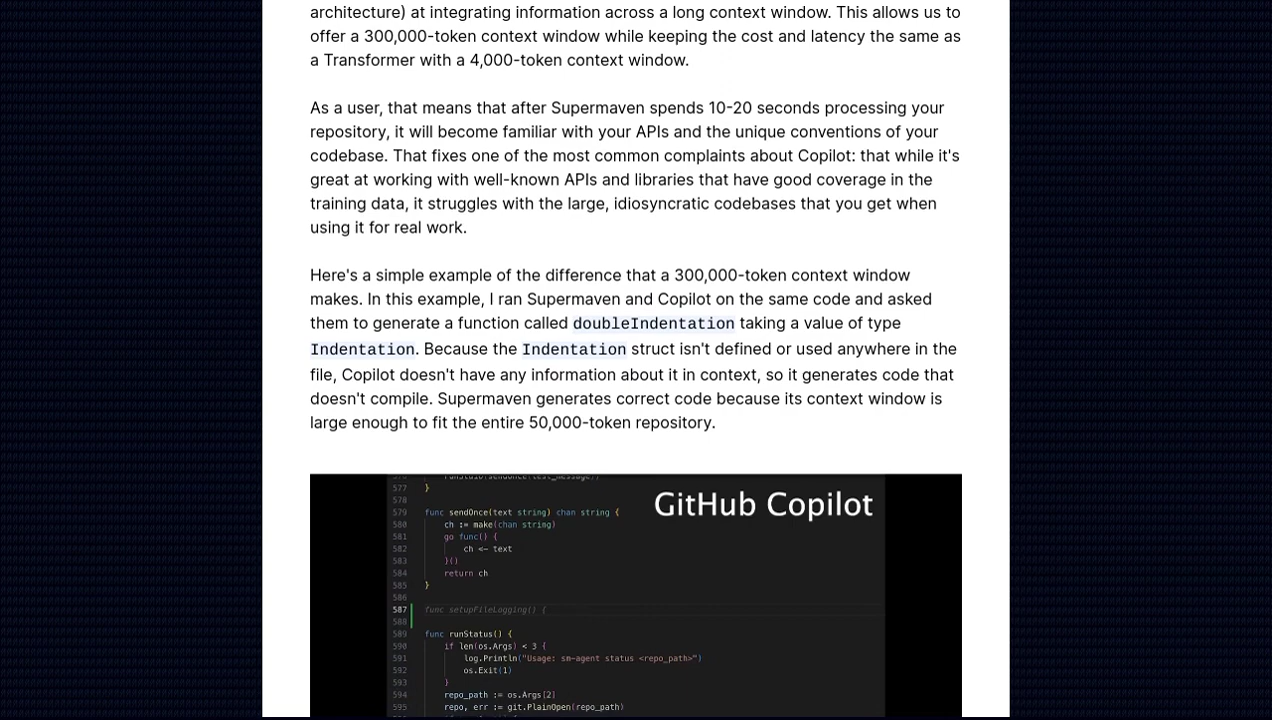 architecture) at integrating information across a long context window. This allows us to
offer a 300,000-token context window while keeping the cost and latency the same as
a Transformer with a 4,000-token context window.
As a user, that means that after Supermaven spends 10-20 seconds processing your
repository, it will become familiar with your APIs and the unique conventions of your
codebase. That fixes one of the most common complaints about Copilot: that while it's
great at working with well-known APIs and libraries that have good coverage in the
training data, it struggles with the large, idiosyncratic codebases that you get when
using it for real work.
Here's a simple example of the difference that a 300,000-token context window
makes. In this example, I ran Supermaven and Copilot on the same code and asked
them to generate a function called doubleIndentation taking a value of type
Indentation. Because the Indentation struct isn't defined or used anywhere in the
file, Copilot doesn't have any information about it in context, so it generates code that
doesn't compile. Supermaven generates correct code because its context window is
large enough to fit the entire 50,000-token repository.
GitHub Copilot
577 }
578
579 func sendOnce(text string) chan string {
580 ch := make(chan string)
581 go func() {
582 ch <- text
583 }()
584 return ch
585 }
586
587 func setupFileLogging() {
588
589 func runStatus() {
590 if len(os.Args) < 3 {
591 log.Println("Usage: sm-agent status <repo_path>")
592 os.Exit(1)
593 }
594 repo_path := os.Args[2]
595 repo, err := git.PlainOpen(repo_path)